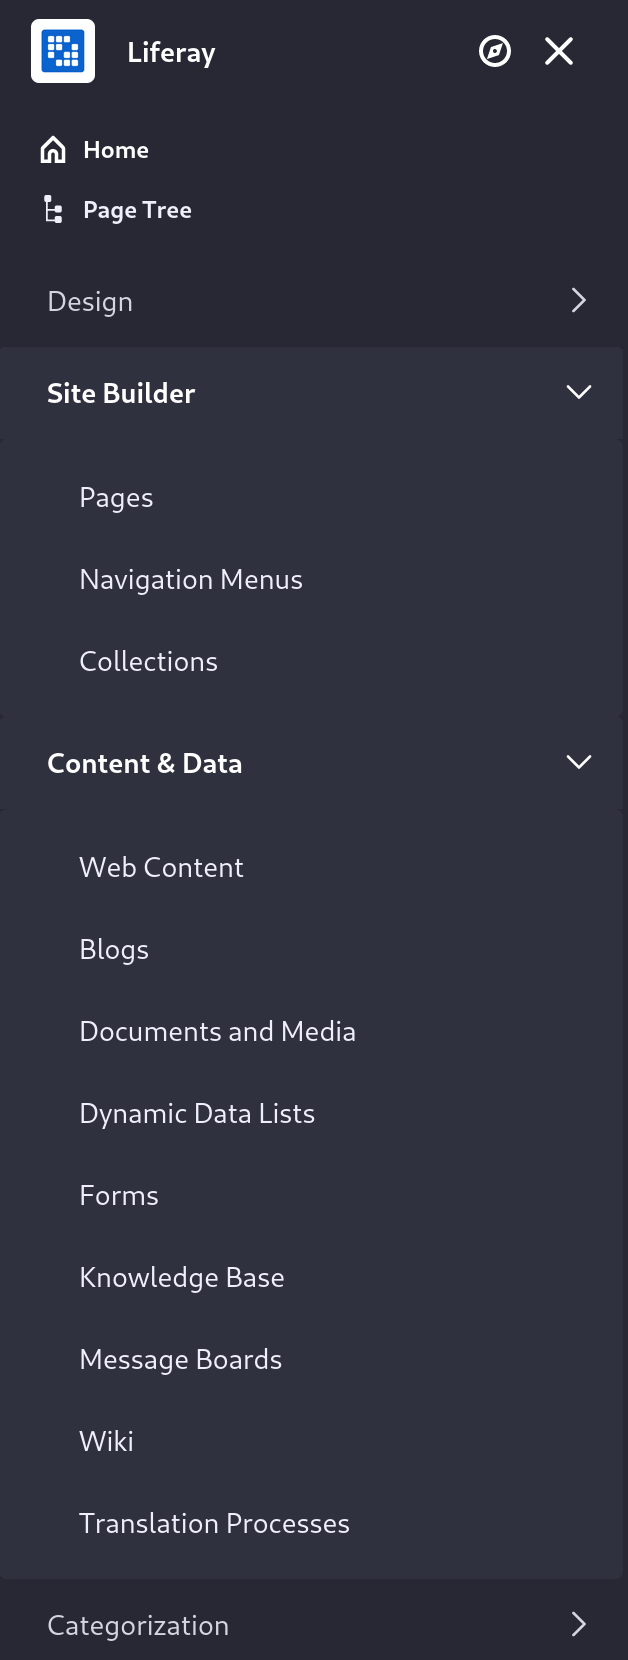 Liferay
Home
Page Tree
Design
Site Builder
Pages
Navigation Menus
Collections
Content & Data
Web Content
Blogs
Documents and Media
Dynamic Data Lists
Forms
Knowledge Base
Message Boards
Wiki
Translation Processes
Categorization